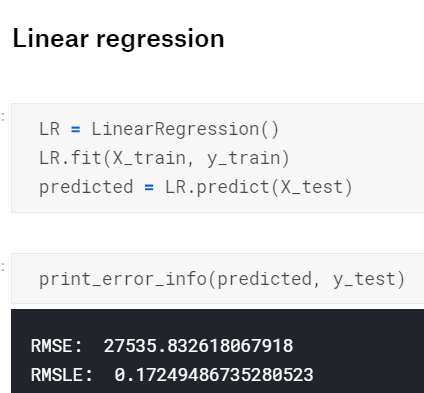 Linear regression
:
LR = LinearRegression()
LR.fit(X_train, y_train)
predicted = LR.predict(X_test)
:
print_error_info(predicted, y_test)
RMSE:  27535.832618067918
RMSLE:  0.17249486735280523